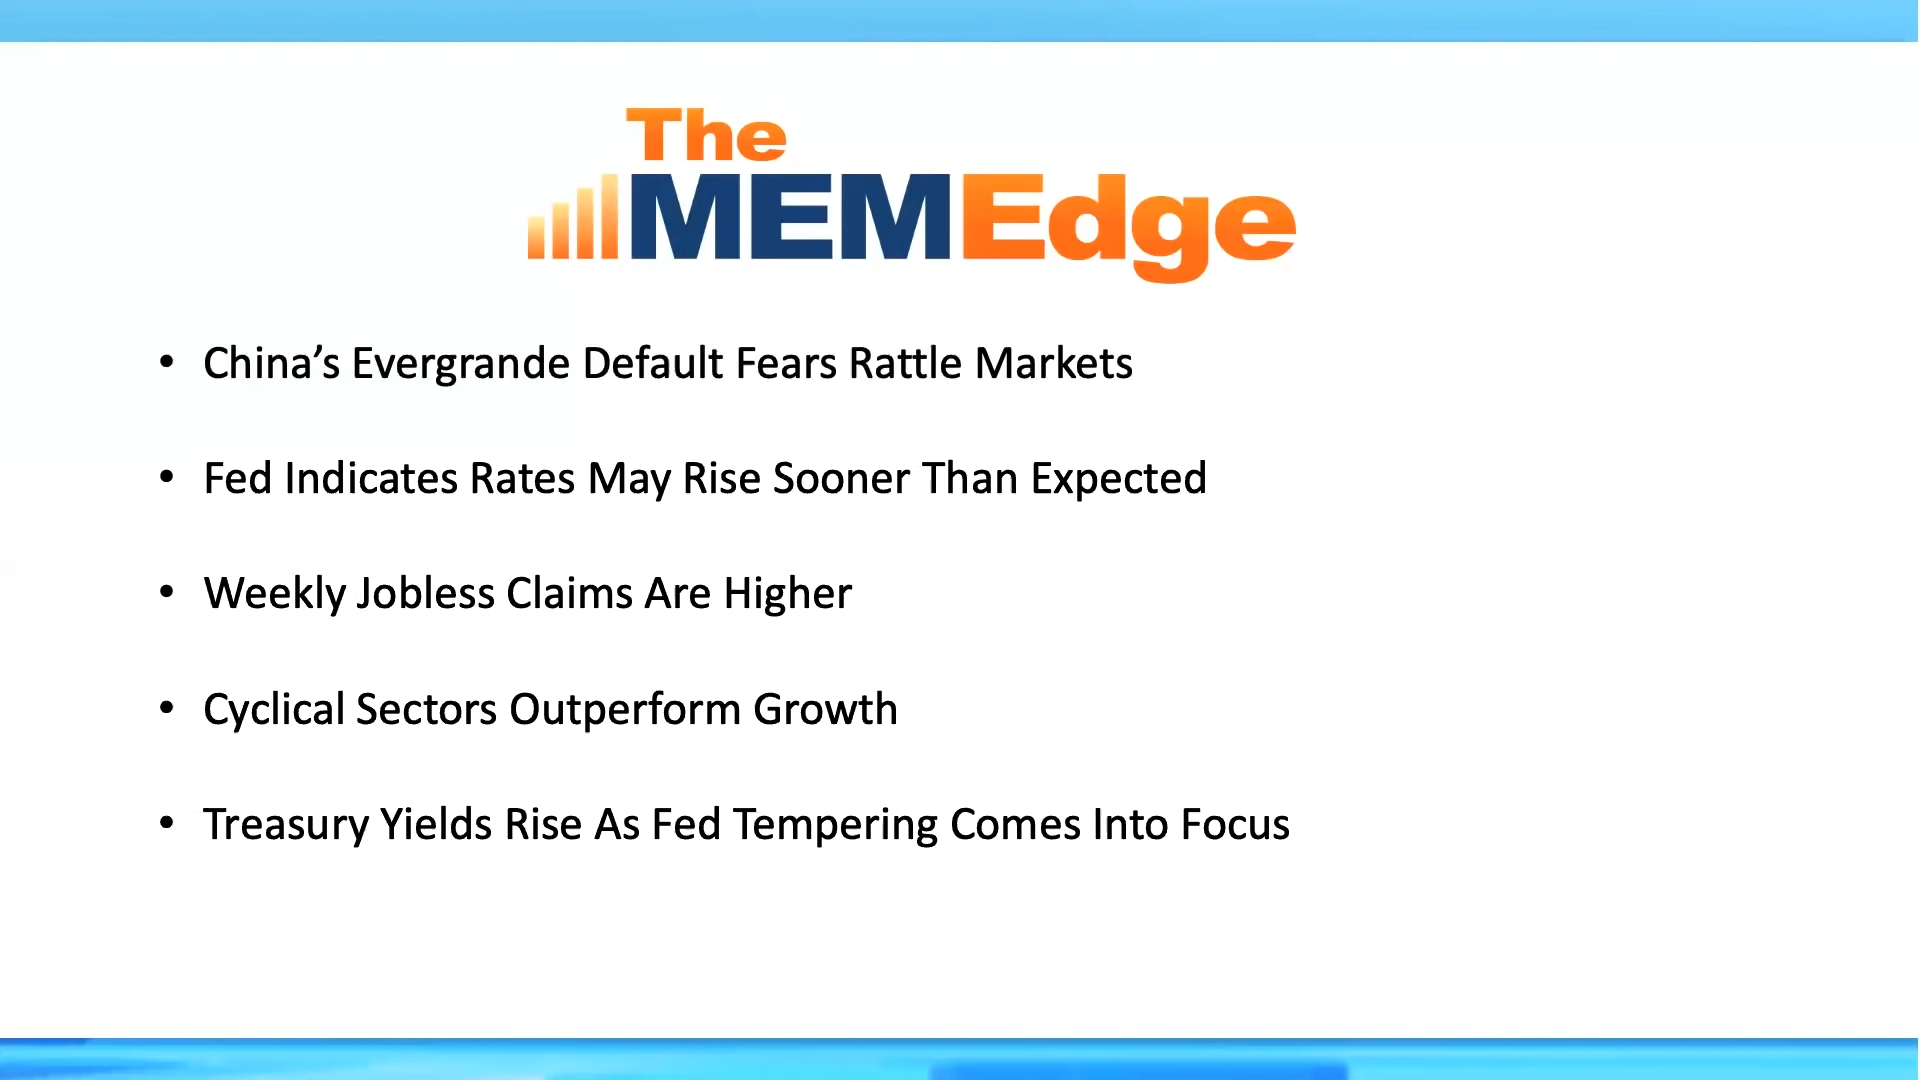 The
MEMEdge
• China’s Evergrande Default Fears Rattle Markets
• Fed Indicates Rates May Rise Sooner Than Expected
• Weekly Jobless Claims Are Higher
• Cyclical Sectors Outperform Growth
• Treasury Yields Rise As Fed Tempering Comes Into Focus